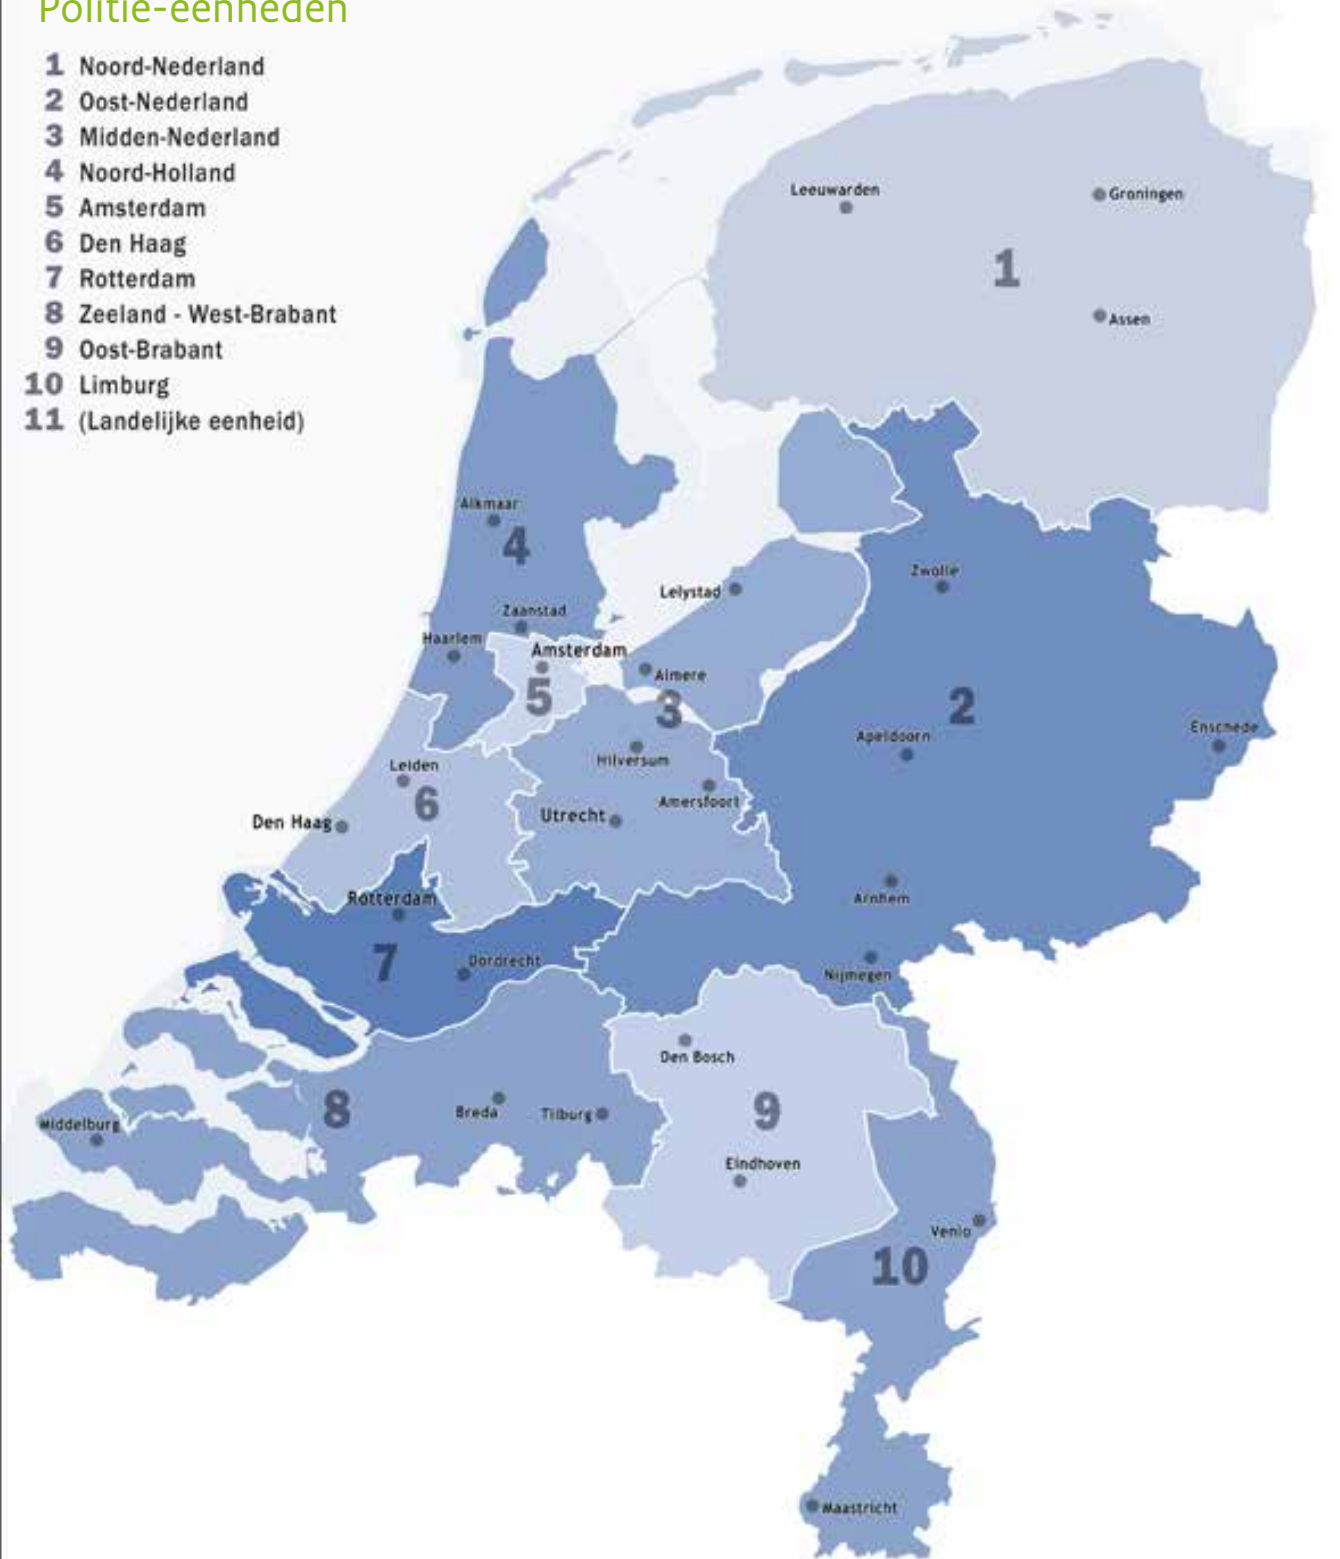 Politie-eenheden
1 Noord-Nederland
2 Oost-Nederland
3 Midden-Nederland
4 Noord-Holland
5 Amsterdam
6 Den Haag
7 Rotterdam
8 Zeeland - West-Brabant
9 Oost-Brabant
10 Limburg
11 (Landelijke eenheid)
Leeuwarden
Groningen
1
Assen
Alkmaar
4
Zwolle
Lelystad
Zaanstad
Haarlem
Amsterdam
Almere
5
3
2
Enschede
Apeldoorn
Hilversum
Leiden
6
Amersfoort
Utrecht
Den Haag
Rotterdam
Arnhem
7
Dordrecht
Nijmegen
Den Bosch
8
Breda
Tilburg
9
Middelburg
Eindhoven
Venlo
10
Maastricht